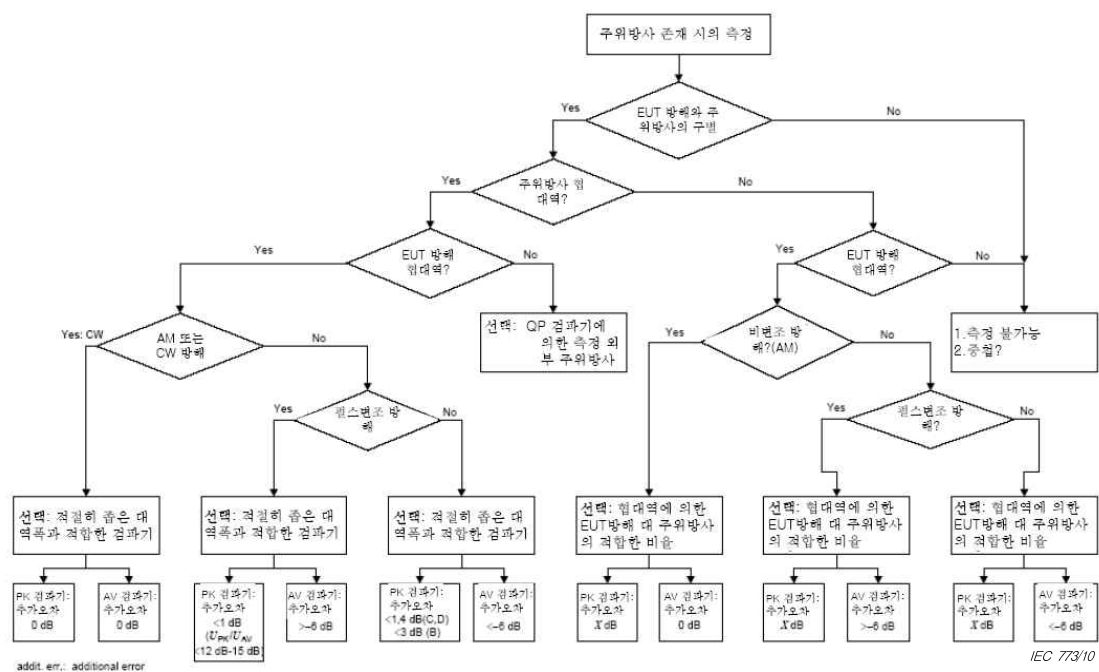 주위방사 존재 시의 측정
EUT 방해와 주
위방사의 구별
Yes
No
주위방사 협
대역?
Yes
No
EUT 방해
협대역?
Yes
No
EUT 방해
협대역?
Yes
No
AM 또는
CW 방해
Yes: CW
No
선택: QP 검파기에
의한 측정 외
부 주위방사
비변조 방
해?(AM)
Yes
No
1.측정 불가능
2.중첩?
펄스변조 방
해
Yes
No
펄스변조 방
해?
Yes
No
선택: 적절히 좁은 대
역폭과 적합한 검파기
선택: 적절히 좁은 대
역폭과 적합한 검파기
선택: 적절히 좁은 대
역폭과 적합한 검파기
선택: 협대역에 의한
EUT방해 대 주위방사
의 적합한 비율
선택: 협대역에 의한
EUT방해 대 주위방사
의 적합한 비율
선택: 협대역에 의한
EUT방해 대 주위방사
의 적합한 비율
PK 검파기:
추가오차
0 dB
AV 검파기:
추가오차
0 dB
PK 검파기:
추가오차
<1 dB
(U_PK/U_AV
<12 dB-15 dB)
AV 검파기:
추가오차
>–6 dB
PK 검파기:
추가오차
<1,4 dB(C,D)
<3 dB (B)
AV 검파기:
추가오차
<–6 dB
PK 검파기:
추가오차
X dB
AV 검파기:
추가오차
0 dB
PK 검파기:
추가오차
X dB
AV 검파기:
추가오차
>–6 dB
PK 검파기:
추가오차
X dB
AV 검파기:
추가오차
<–6 dB
addit. err.: additional error
IEC 773/10